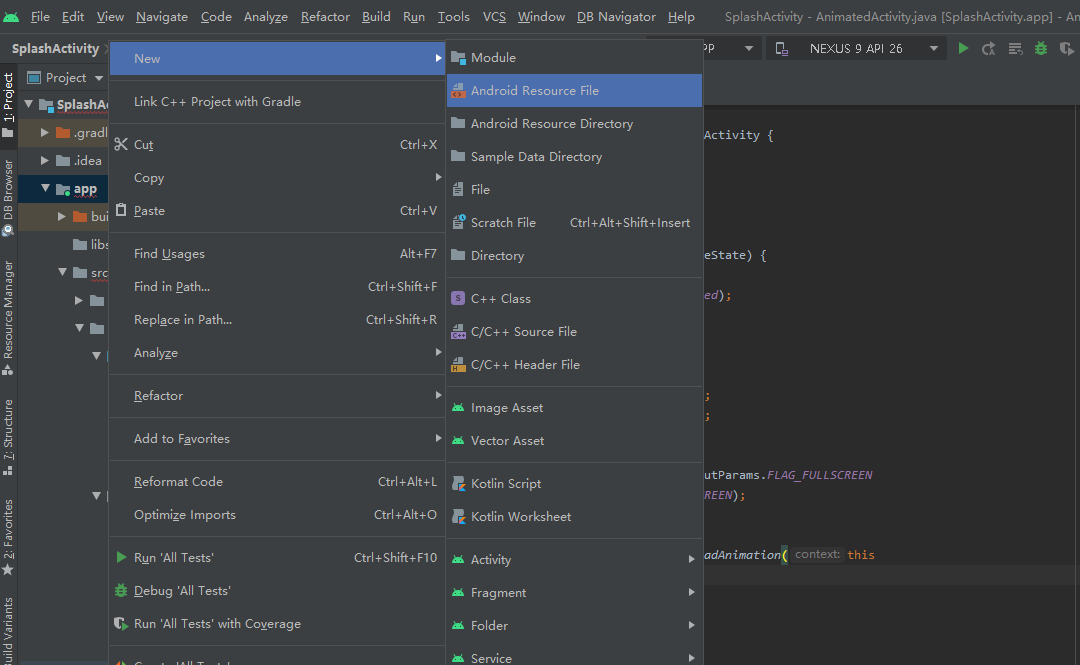 File Edit View Navigate Code Analyze Refactor Build Run Tools VCS Window DB Navigator Help SplashActivity - AnimatedActivity.java [SplashActivity.app] - An
SplashActivity
NEXUS 9 API 26
1: Project
DB Browser
Resource Manager
7: Structure
2: Favorites
Build Variants
Project
SplashAc
.gradl
.idea
app
bui
libs
src
New
Link C++ Project with Gradle
Cut Ctrl+X
Copy
Paste Ctrl+V
Find Usages Alt+F7
Find in Path... Ctrl+Shift+F
Replace in Path... Ctrl+Shift+R
Analyze
Refactor
Add to Favorites
Reformat Code Ctrl+Alt+L
Optimize Imports Ctrl+Alt+O
Run 'All Tests' Ctrl+Shift+F10
Debug 'All Tests'
Run 'All Tests' with Coverage
Module
Android Resource File
Android Resource Directory
Sample Data Directory
File
Scratch File Ctrl+Alt+Shift+Insert
Directory
C++ Class
C/C++ Source File
C/C++ Header File
Image Asset
Vector Asset
Kotlin Script
Kotlin Worksheet
Activity
Fragment
Folder
Service
Activity {
eState) {
ed);
;
;
utParams.FLAG_FULLSCREEN
REEN);
adAnimation( context: this